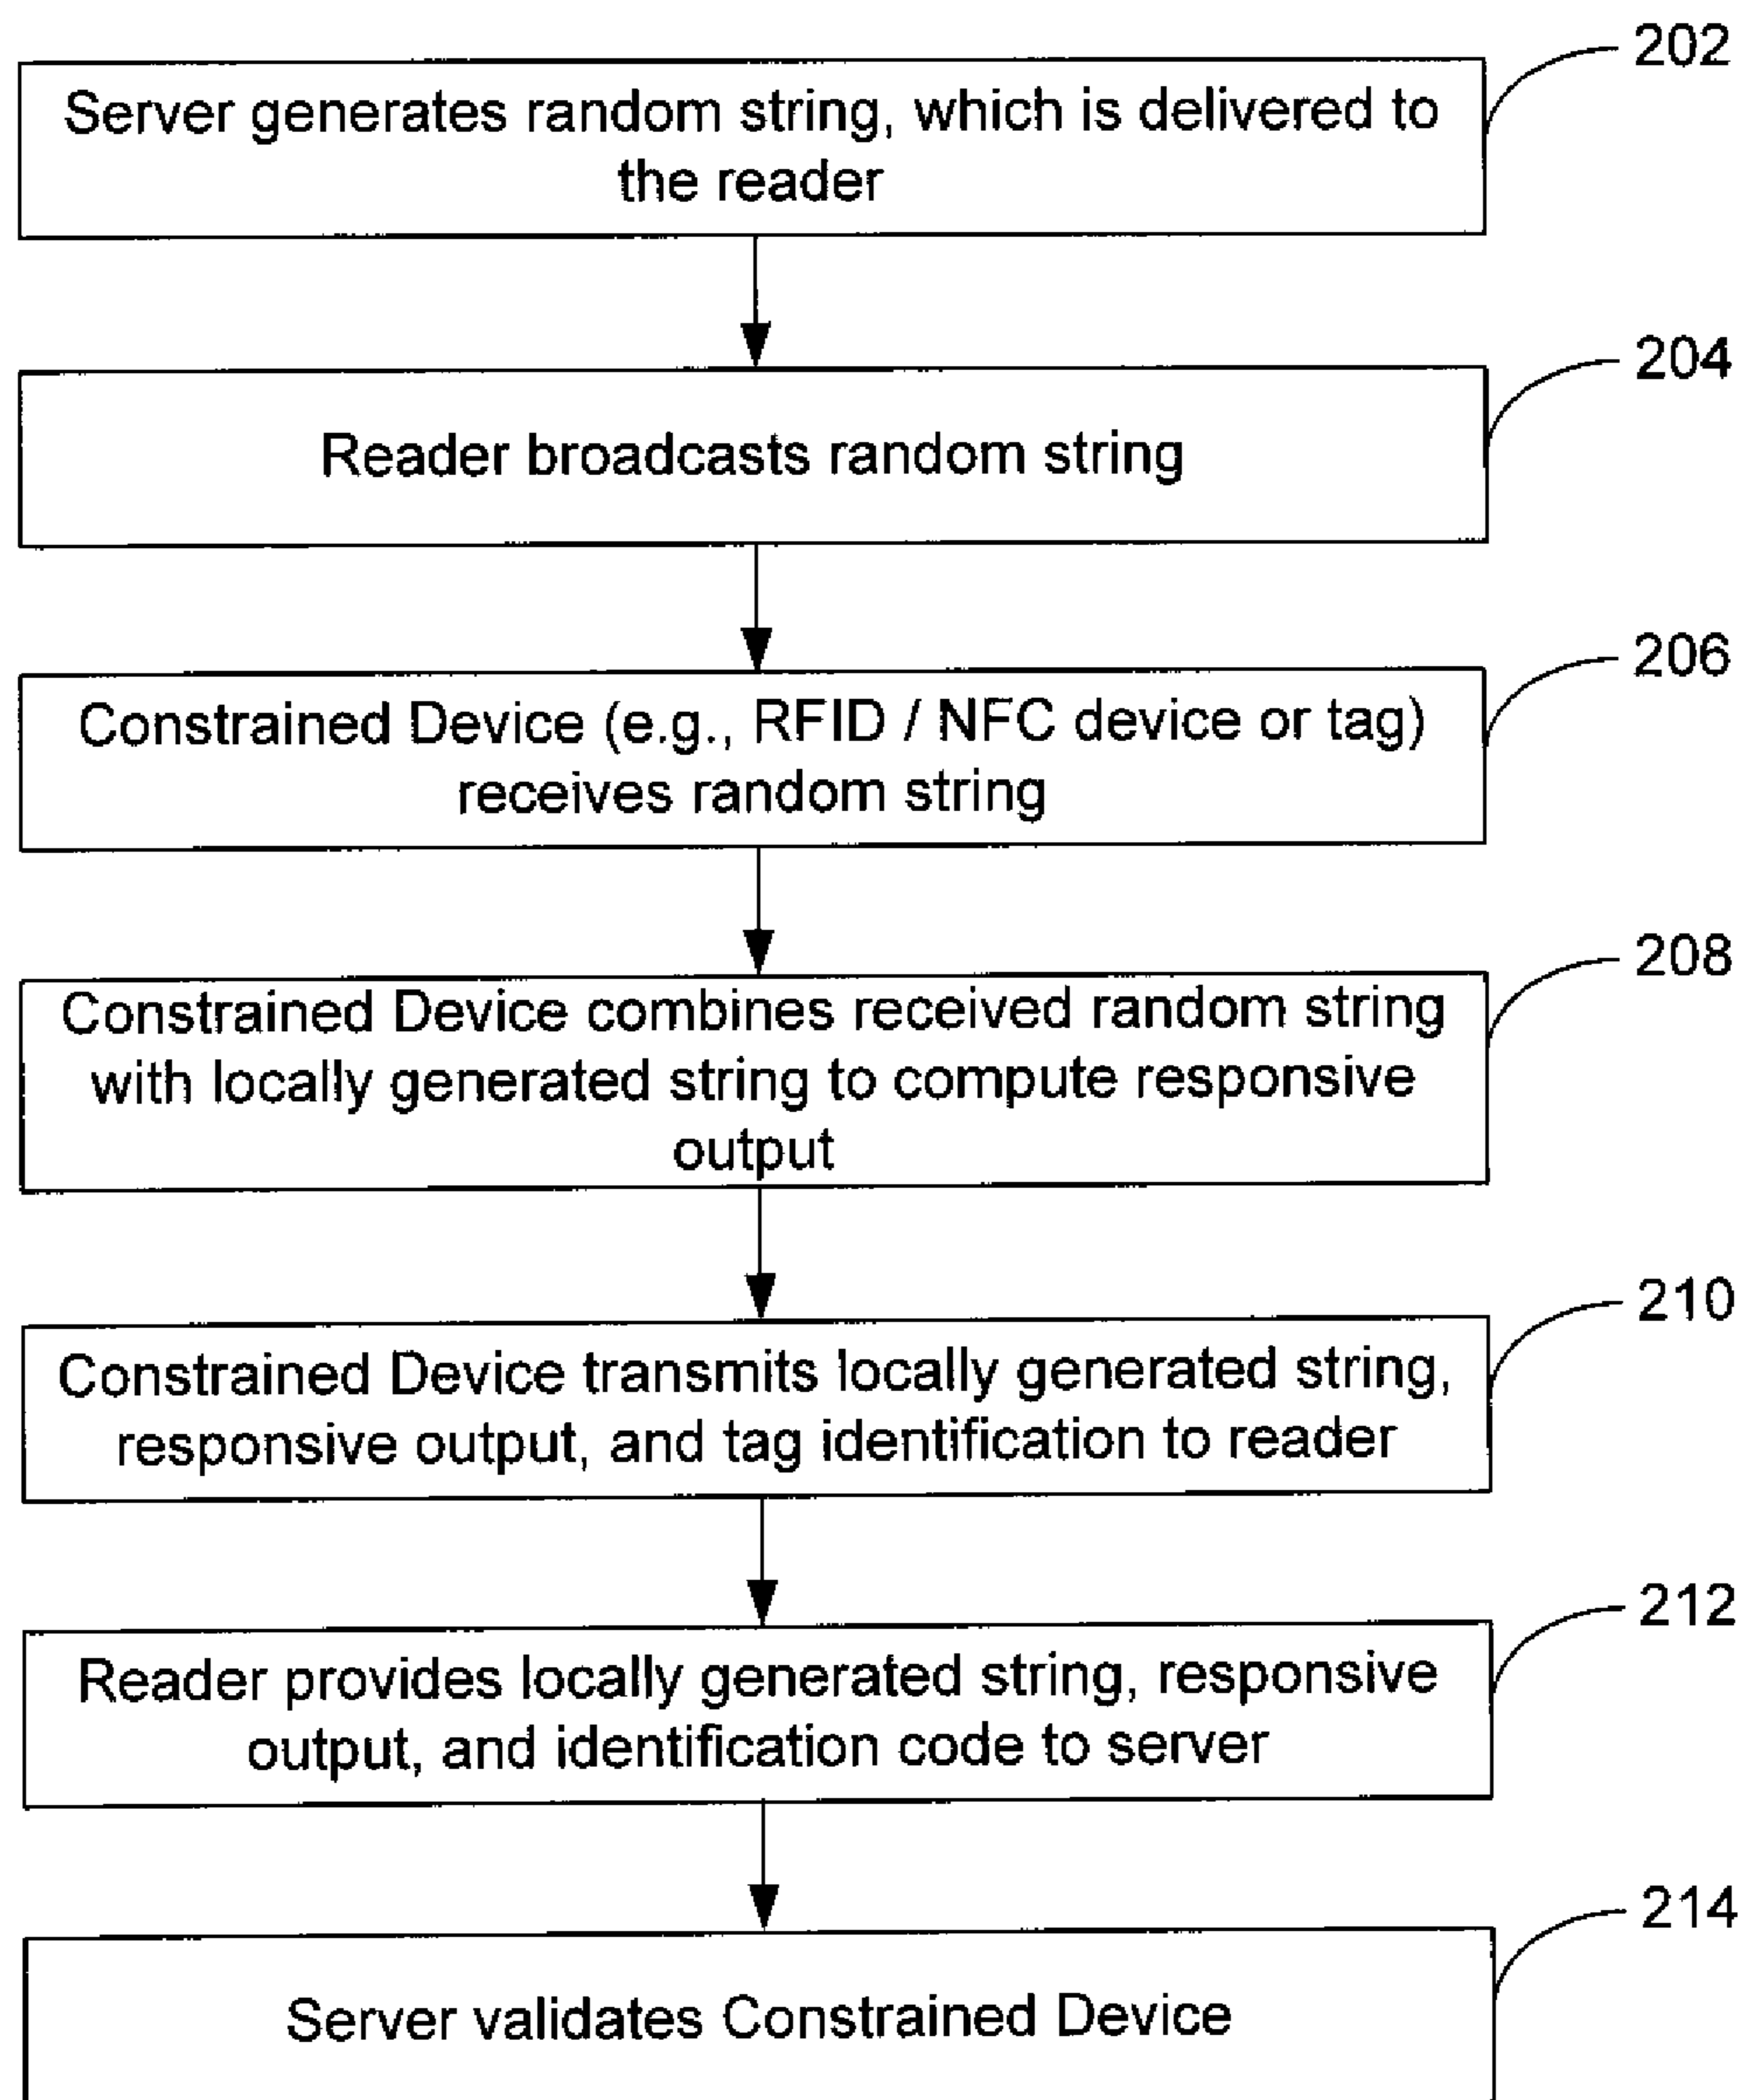 202
Server generates random string, which is delivered to
the reader
204
Reader broadcasts random string
206
Constrained Device (e.g., RFID / NFC device or tag)
receives random string
208
Constrained Device combines received random string
with locally generated string to compute responsive
output
210
Constrained Device transmits locally generated string,
responsive output, and tag identification to reader
212
Reader provides locally generated string, responsive
output, and identification code to server
214
Server validates Constrained Device